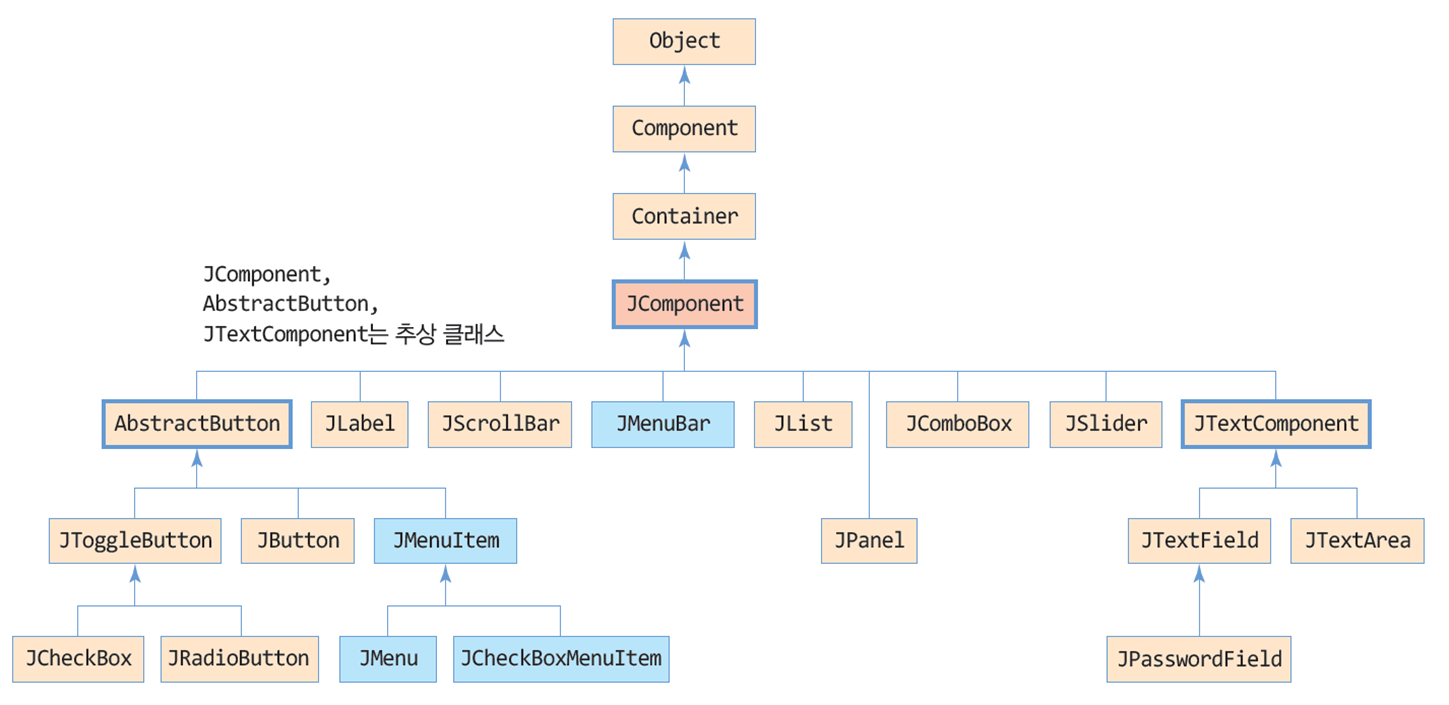 Object
Component
Container
JComponent,
AbstractButton,
JTextComponent는 추상 클래스
JComponent
AbstractButton
JLabel
JScrollBar
JMenuBar
JList
JComboBox
JSlider
JTextComponent
JToggleButton
JButton
JMenuItem
JPanel
JTextField
JTextArea
JCheckBox
JRadioButton
JMenu
JCheckBoxMenuItem
JPasswordField